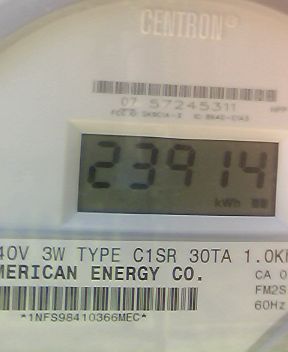 CENTRON®
07 57245311
23914
kWh
40V 3W TYPE C1SR 30TA 1.0K
MERICAN ENERGY CO.
CA 0
FM2S
60Hz
*1NFS98410366MEC*